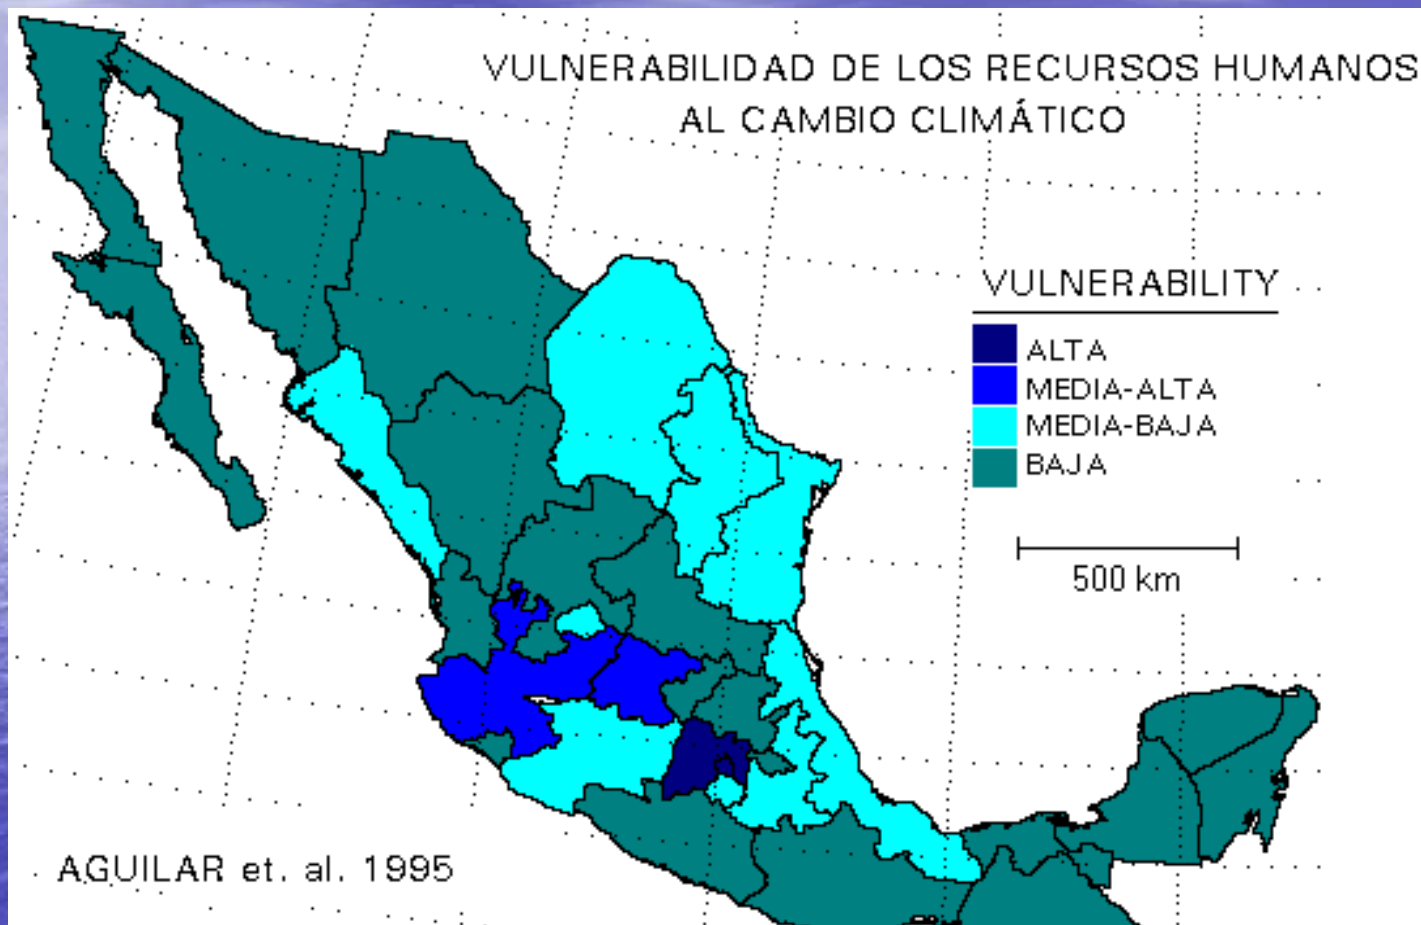 VULNERABILIDAD DE LOS RECURSOS HUMANOS
AL CAMBIO CLIMÁTICO
VULNERABILITY
ALTA
MEDIA-ALTA
MEDIA-BAJA
BAJA
500 km
AGUILAR et. al. 1995